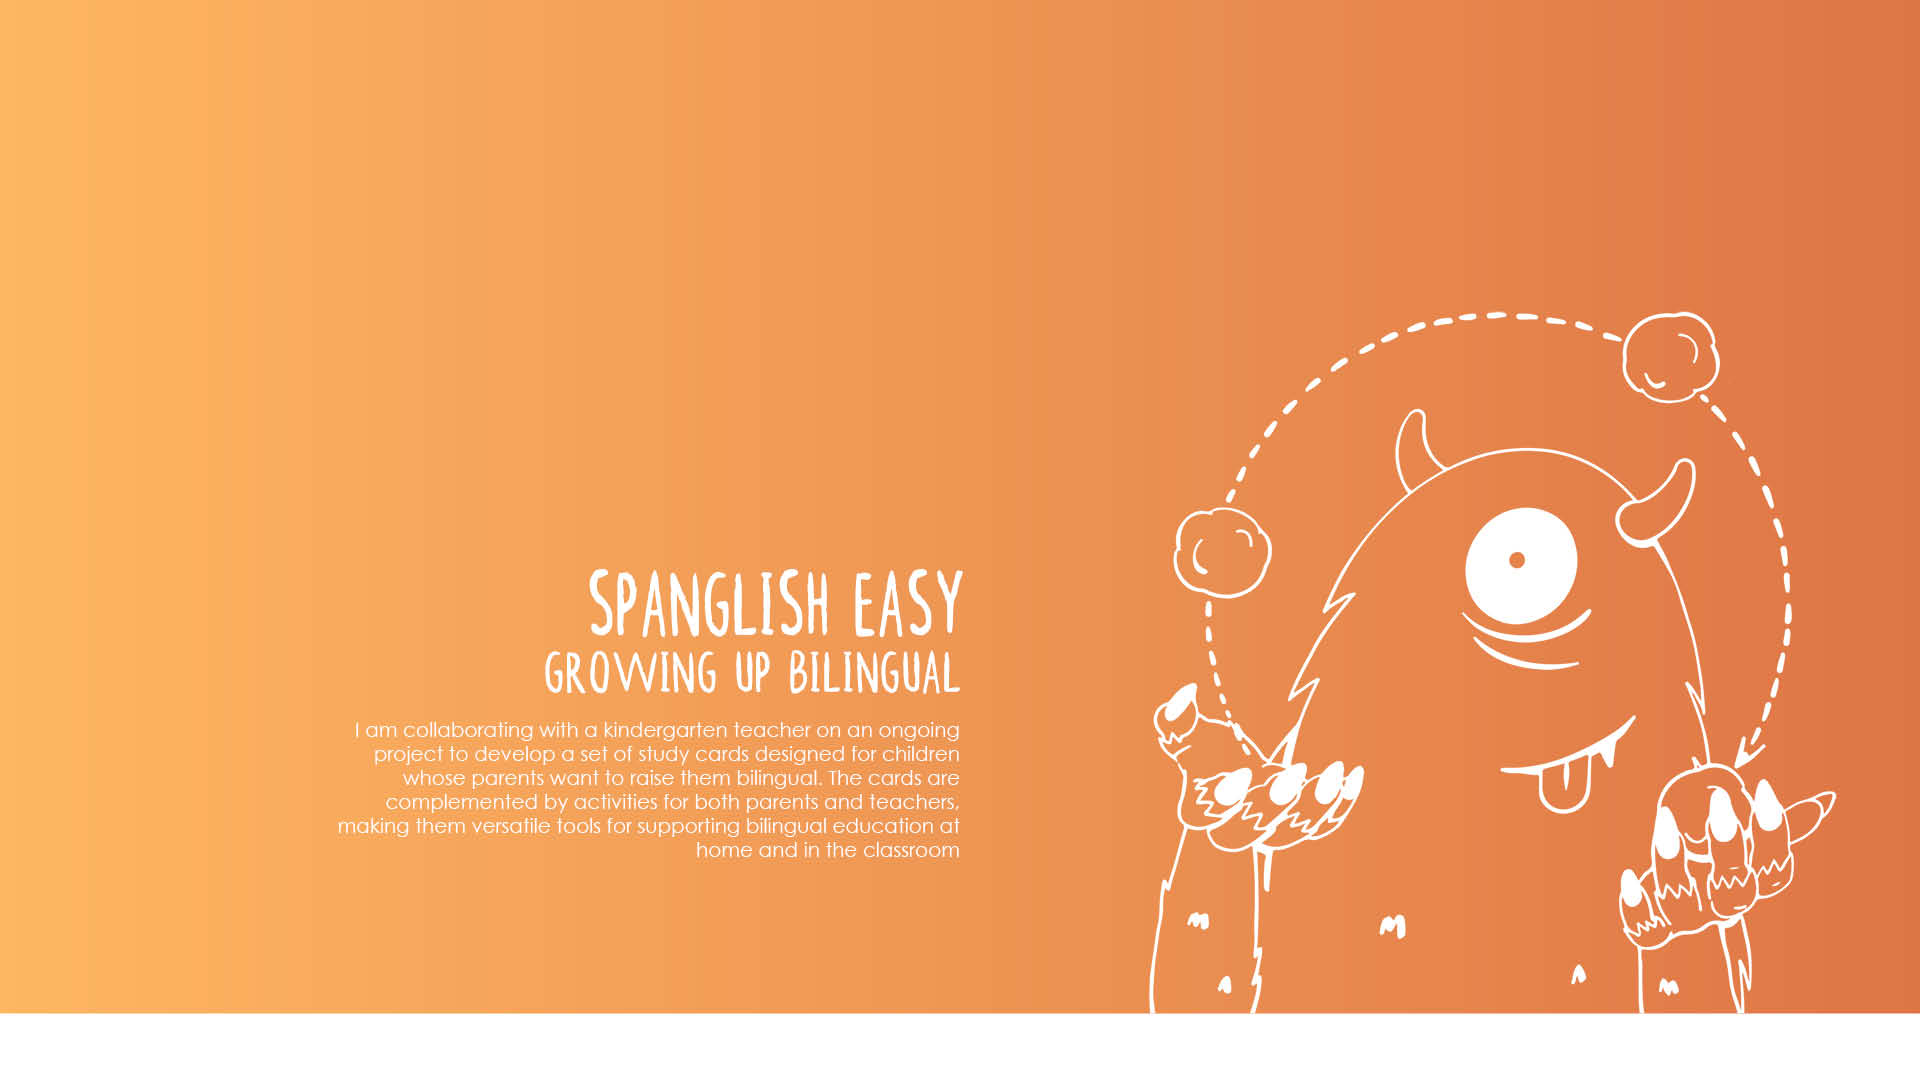 SPANGLISH EASY
GROWING UP BILINGUAL
I am collaborating with a kindergarten teacher on an ongoing
project to develop a set of study cards designed for children
whose parents want to raise them bilingual. The cards are
complemented by activities for both parents and teachers,
making them versatile tools for supporting bilingual education at
home and in the classroom